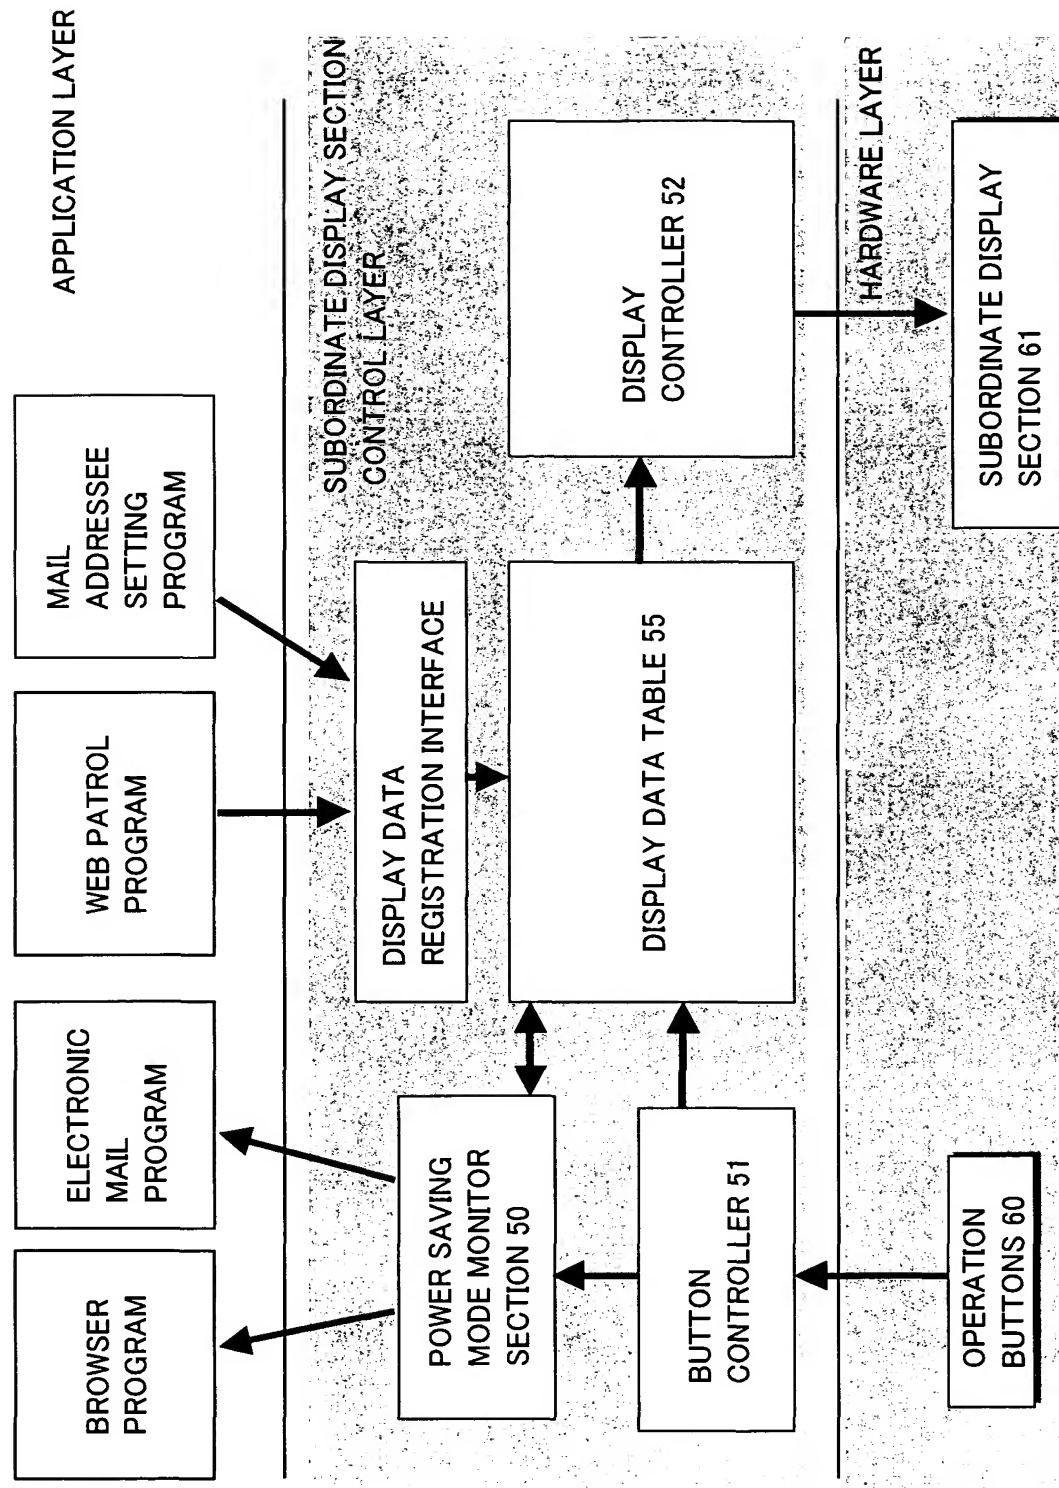 APPLICATION LAYER
BROWSER
PROGRAM
ELECTRONIC
MAIL
PROGRAM
WEB PATROL
PROGRAM
MAIL
ADDRESSEE
SETTING
PROGRAM
SUBORDINATE DISPLAY SECTION
CONTROL LAYER
DISPLAY DATA
REGISTRATION INTERFACE
POWER SAVING
MODE MONITOR
SECTION 50
DISPLAY DATA TABLE 55
DISPLAY
CONTROLLER 52
BUTTON
CONTROLLER 51
HARDWARE LAYER
OPERATION
BUTTONS 60
SUBORDINATE DISPLAY
SECTION 61